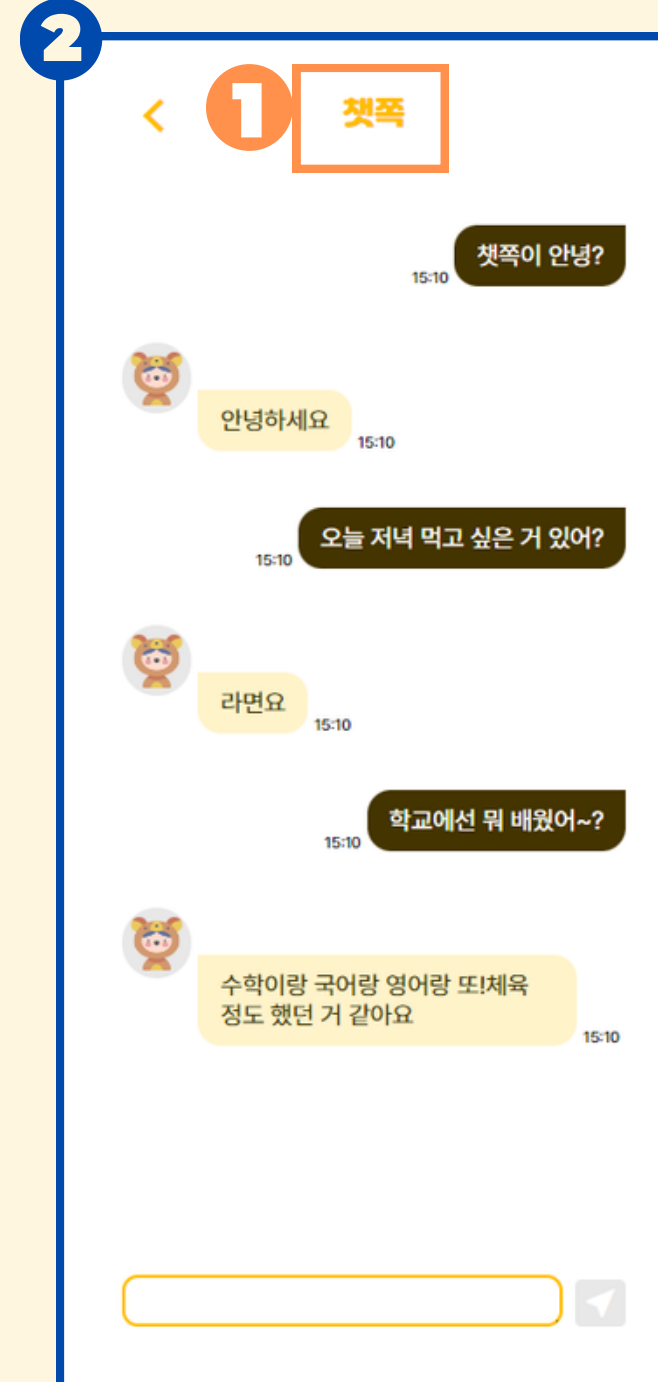 2
1
챗쪽
챗쪽이 안녕?
15:10
안녕하세요
15:10
오늘 저녁 먹고 싶은 거 있어?
15:10
라면요
15:10
학교에선 뭐 배웠어~?
15:10
수학이랑 국어랑 영어랑 또!체육
정도 했던 거 같아요
15:10